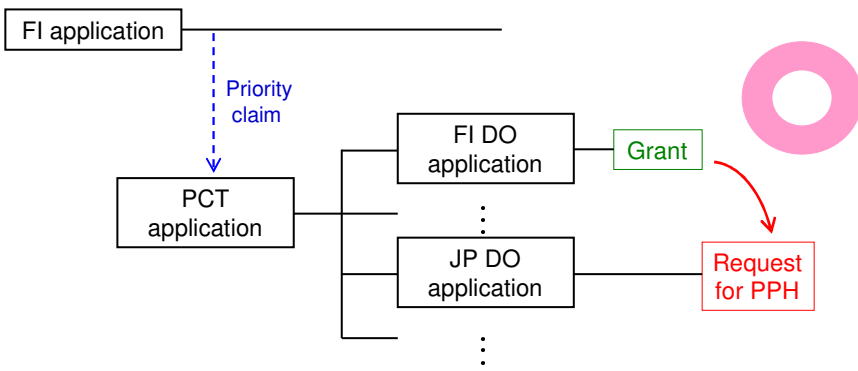 FI application
Priority
claim
FI DO
application
Grant
PCT
application
JP DO
application
Request
for PPH